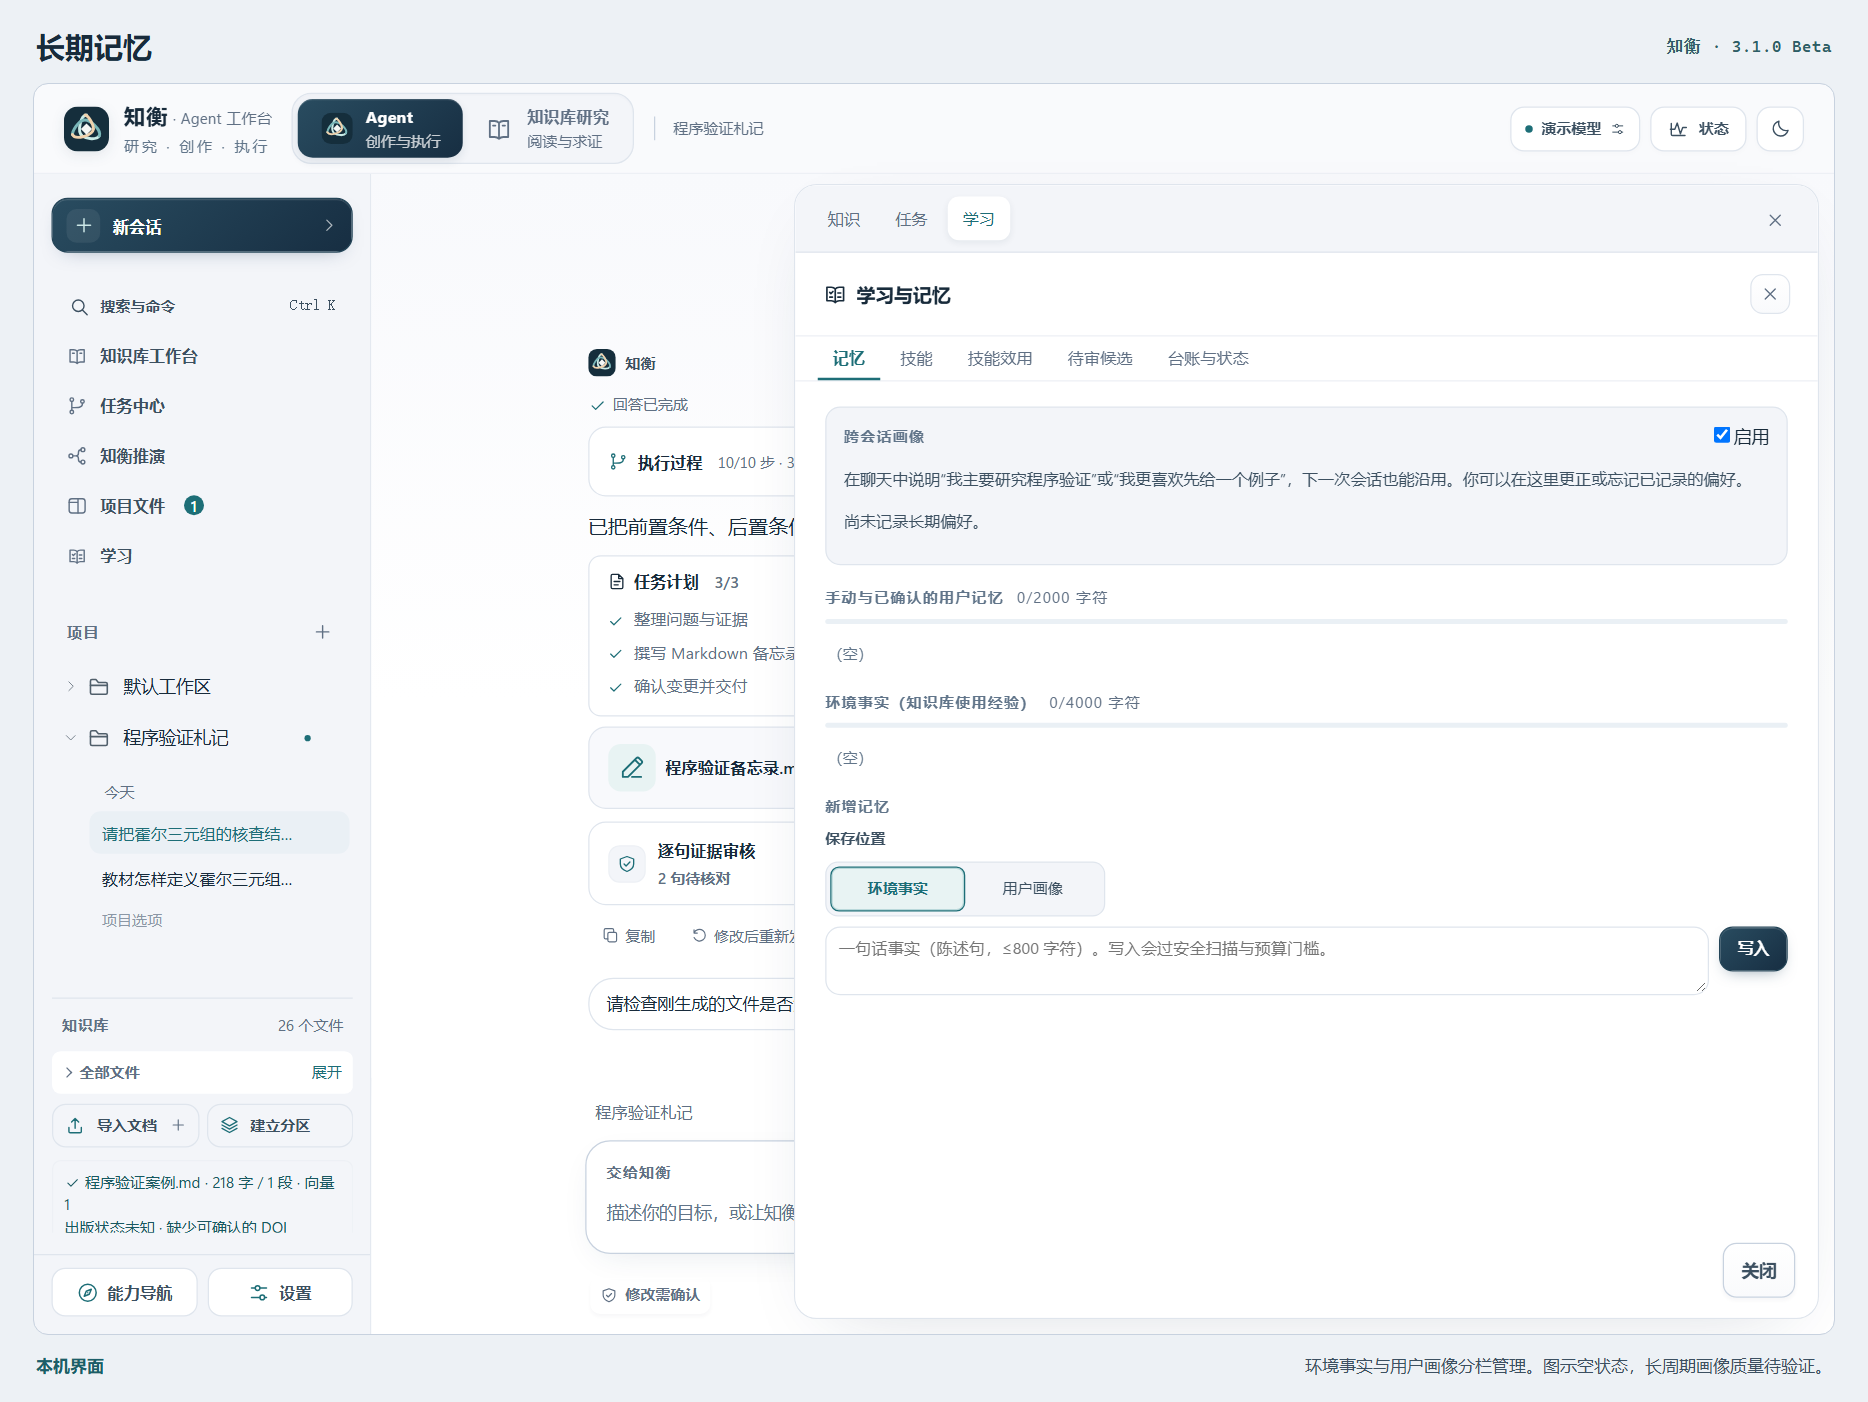 长期记忆
知衡 · 3.1.0 Beta
知衡 · Agent 工作台
研究 · 创作 · 执行
Agent
创作与执行
知识库研究
阅读与求证
程序验证札记
演示模型
状态
新会话
搜索与命令 Ctrl K
知识库工作台
任务中心
知衡推演
项目文件 1
学习
项目
默认工作区
程序验证札记
今天
请把霍尔三元组的核查结...
教材怎样定义霍尔三元组...
项目选项
知识库 26 个文件
全部文件 展开
导入文档
建立分区
程序验证案例.md · 218 字 / 1 段 · 向量
1
出版状态未知 · 缺少可确认的 DOI
能力导航
设置
知衡
回答已完成
执行过程 10/10 步 · 3
已把前置条件、后置条件
任务计划 3/3
整理问题与证据
撰写 Markdown 备忘录
确认变更并交付
程序验证备忘录.m
逐句证据审核
2 句待核对
复制 修改后重新发
请检查刚生成的文件是否
程序验证札记
交给知衡
描述你的目标，或让知衡
修改需确认
知识 任务 学习
学习与记忆
记忆 技能 技能效用 待审候选 台账与状态
跨会话画像 启用
在聊天中说明“我主要研究程序验证”或“我更喜欢先给一个例子”，下一次会话也能沿用。你可以在这里更正或忘记已记录的偏好。
尚未记录长期偏好。
手动与已确认的用户记忆 0/2000 字符
（空）
环境事实（知识库使用经验） 0/4000 字符
（空）
新增记忆
保存位置
环境事实 用户画像
一句话事实（陈述句，≤800 字符）。写入会过安全扫描与预算门槛。
写入
关闭
本机界面
环境事实与用户画像分栏管理。图示空状态，长周期画像质量待验证。